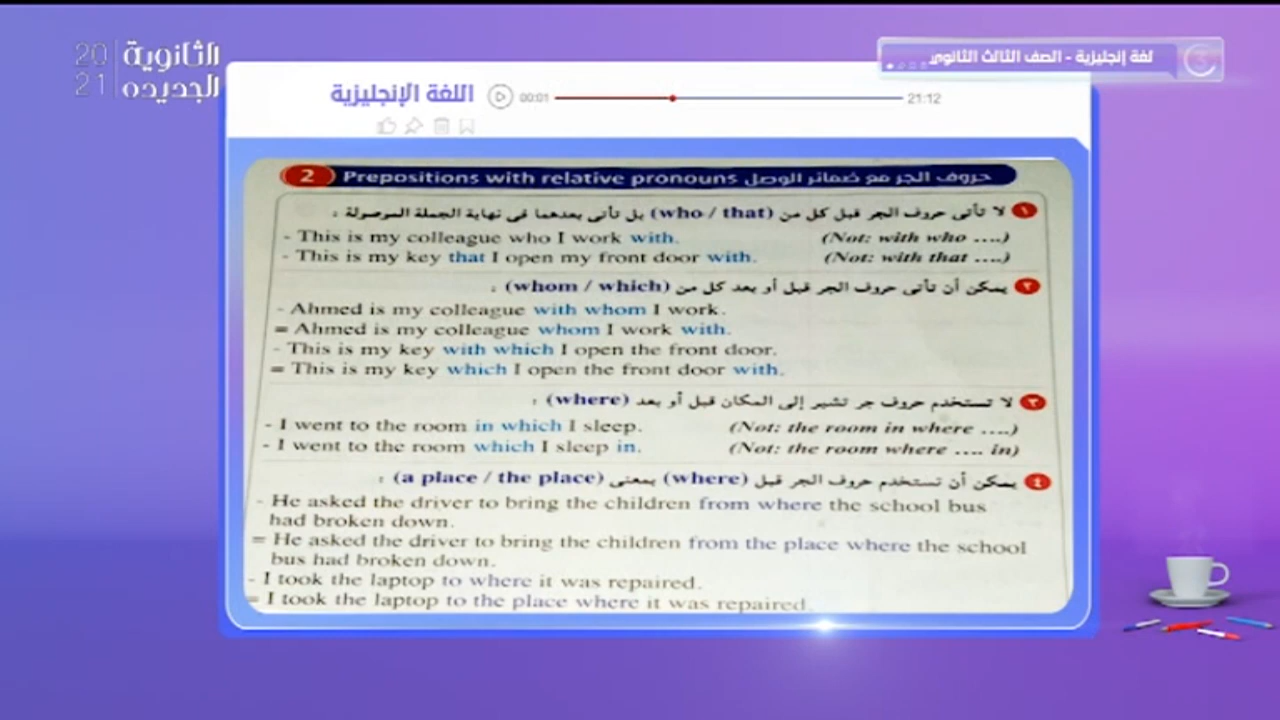 20 | الثانوية
21 | الجديده
لغة إنجليزية - الصف الثالث الثانوي
3
اللغة الإنجليزية
00:01
21:12
2 Prepositions with relative pronouns حروف الجر مع ضمائر الوصل
١ لا تأتى حروف الجر قبل كل من (who / that) بل تأتى بعدهما فى نهاية الجملة الموصولة :
- This is my colleague who I work with. (Not: with who ....)
- This is my key that I open my front door with. (Not: with that ....)
٢ يمكن أن تأتى حروف الجر قبل أو بعد كل من (whom / which) :
- Ahmed is my colleague with whom I work.
= Ahmed is my colleague whom I work with.
- This is my key with which I open the front door.
= This is my key which I open the front door with.
٣ لا تستخدم حروف جر تشير إلى المكان قبل أو بعد (where) :
- I went to the room in which I sleep. (Not: the room in where ....)
- I went to the room which I sleep in. (Not: the room where .... in)
٤ يمكن أن تستخدم حروف الجر قبل (where) بمعنى (a place / the place) :
- He asked the driver to bring the children from where the school bus
had broken down.
= He asked the driver to bring the children from the place where the school
bus had broken down.
- I took the laptop to where it was repaired.
= I took the laptop to the place where it was repaired.